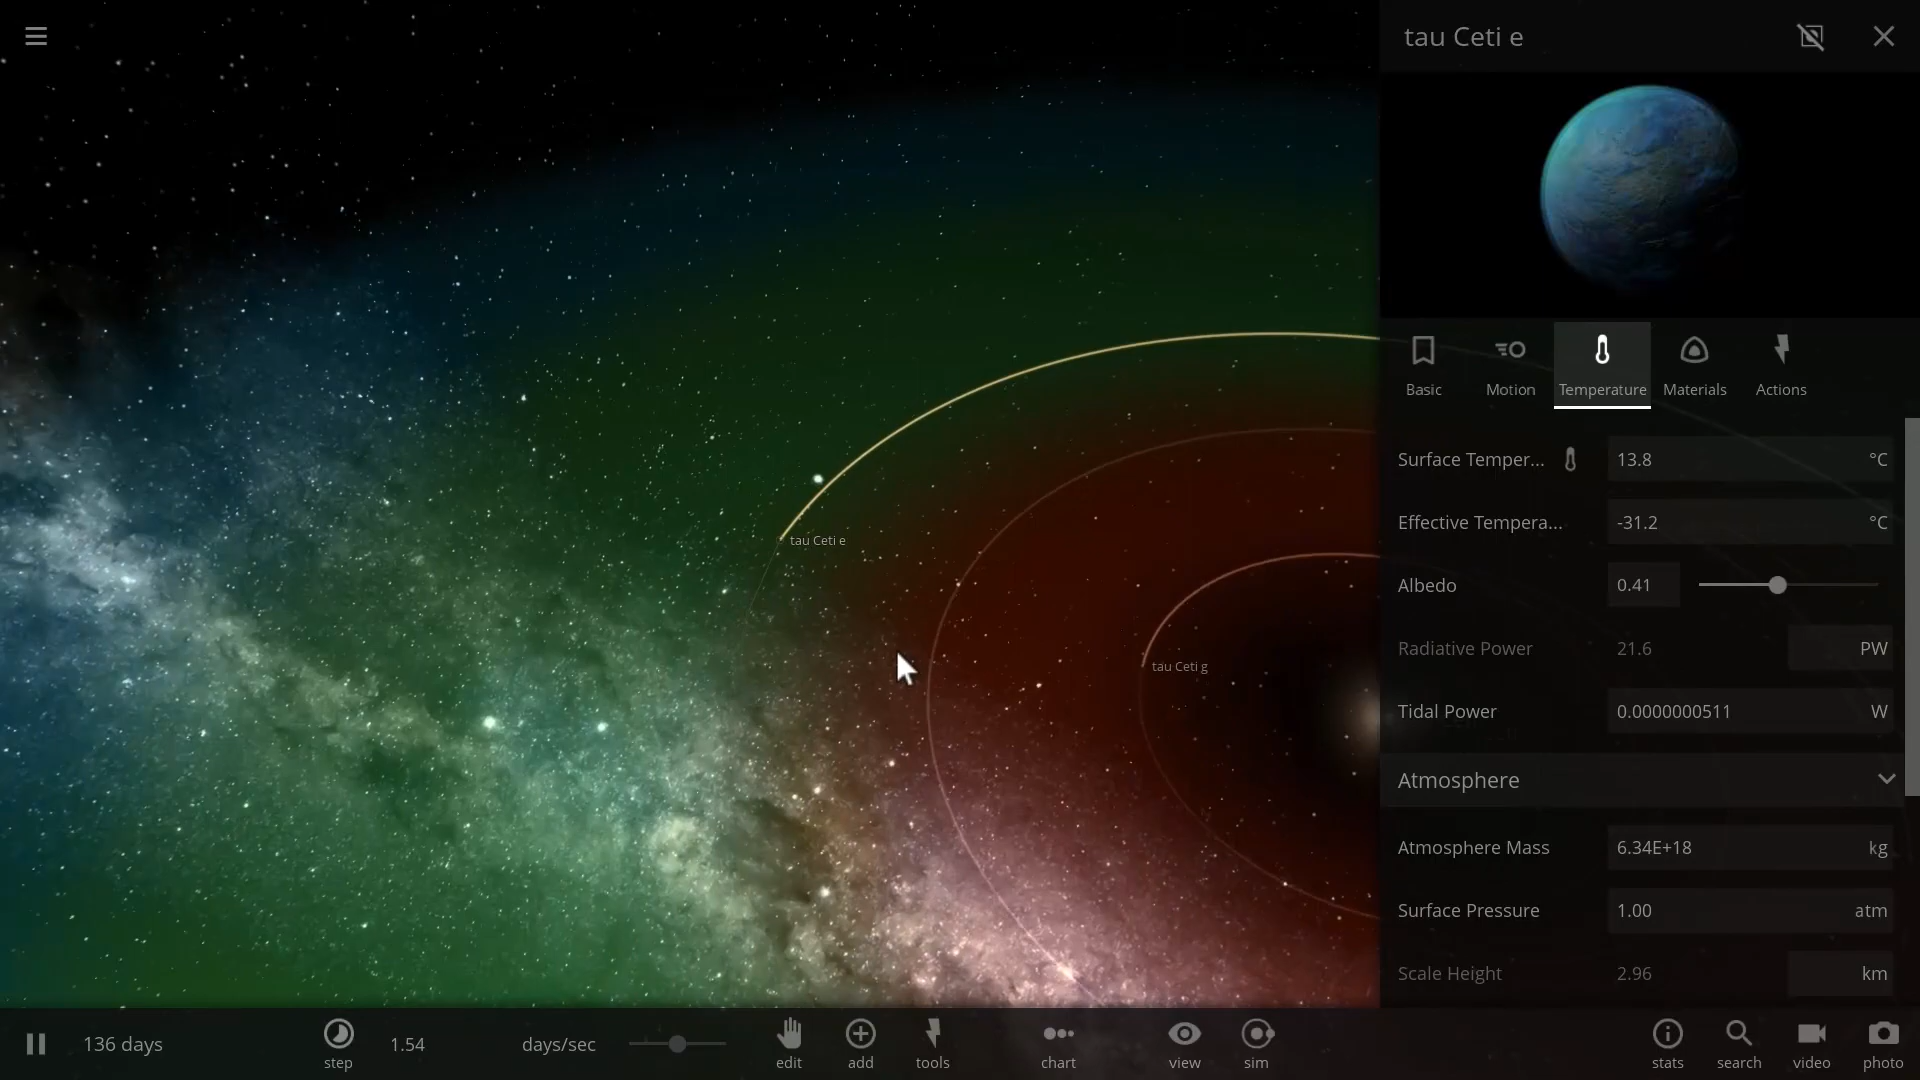 tau Ceti e
Basic Motion Temperature Materials Actions
Surface Temper... 13.8 °C
Effective Tempera... -31.2 °C
tau Ceti e
Albedo 0.41
Radiative Power 21.6 PW
tau Ceti g
Tidal Power 0.0000000511 W
Atmosphere
Atmosphere Mass 6.34E+18 kg
Surface Pressure 1.00 atm
Scale Height 2.96 km
136 days step 1.54 days/sec edit add tools chart view sim stats search video photo